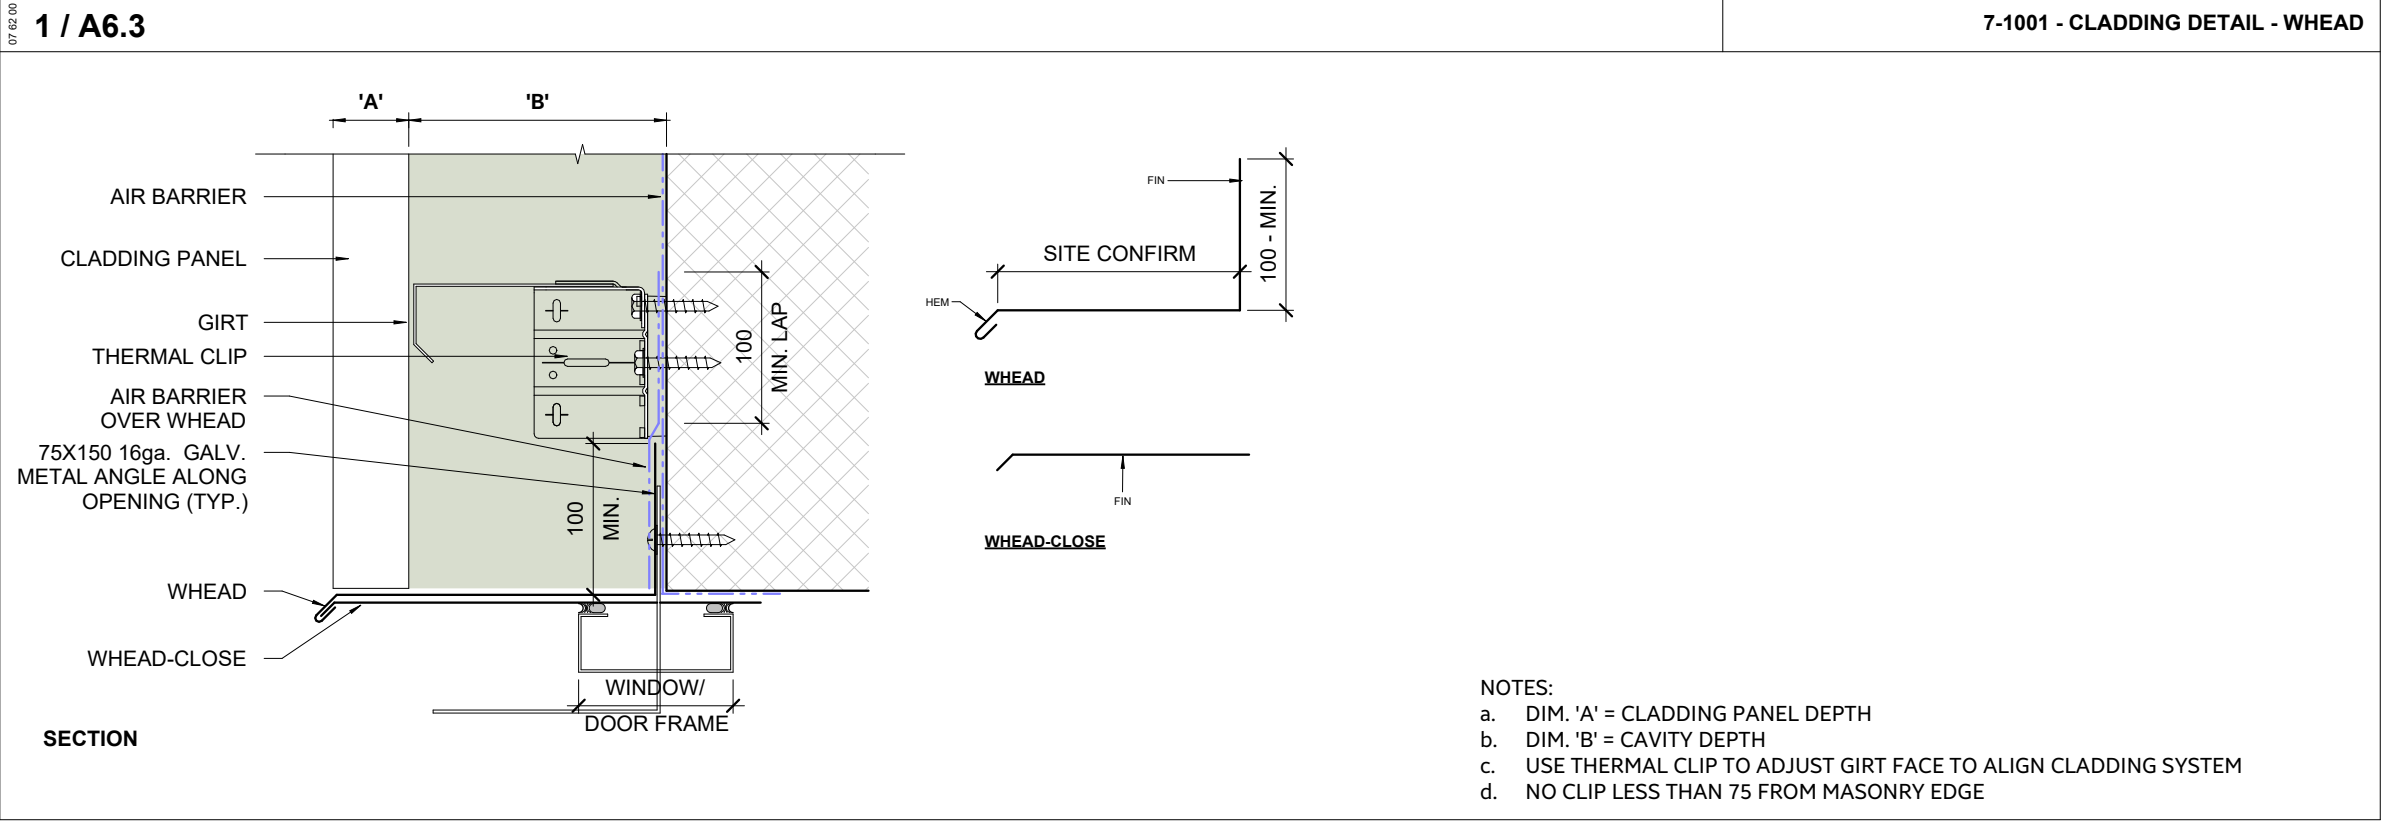 07 62 00
1 / A6.3
7-1001 - CLADDING DETAIL - WHEAD
'A'
'B'
AIR BARRIER
CLADDING PANEL
GIRT
THERMAL CLIP
AIR BARRIER
OVER WHEAD
75X150 16ga. GALV.
METAL ANGLE ALONG
OPENING (TYP.)
WHEAD
WHEAD-CLOSE
100
MIN. LAP
100
MIN.
WINDOW/
DOOR FRAME
SECTION
FIN
100 - MIN.
SITE CONFIRM
HEM
WHEAD
FIN
WHEAD-CLOSE
NOTES:
a. DIM. 'A' = CLADDING PANEL DEPTH
b. DIM. 'B' = CAVITY DEPTH
c. USE THERMAL CLIP TO ADJUST GIRT FACE TO ALIGN CLADDING SYSTEM
d. NO CLIP LESS THAN 75 FROM MASONRY EDGE